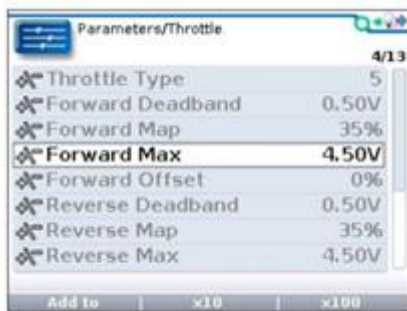 Parameters/Throttle
4/13
Throttle Type 5
Forward Deadband 0.50V
Forward Map 35%
Forward Max 4.50V
Forward Offset 0%
Reverse Deadband 0.50V
Reverse Map 35%
Reverse Max 4.50V
Add to | x10 | x100